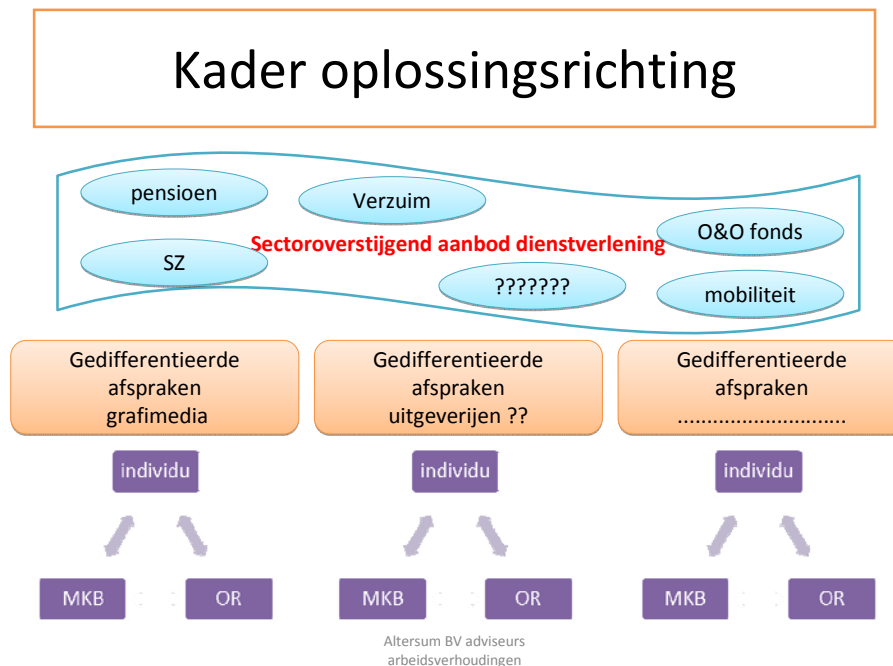 Kader oplossingsrichting
pensioen
Verzuim
Sectoroverstijgend aanbod dienstverlening
O&O fonds
SZ
???????
mobiliteit
Gedifferentieerde
afspraken
grafimedia
Gedifferentieerde
afspraken
uitgeverijen ??
Gedifferentieerde
afspraken
............................
individu
individu
individu
MKB
OR
MKB
OR
MKB
OR
Altersum BV adviseurs
arbeidsverhoudingen